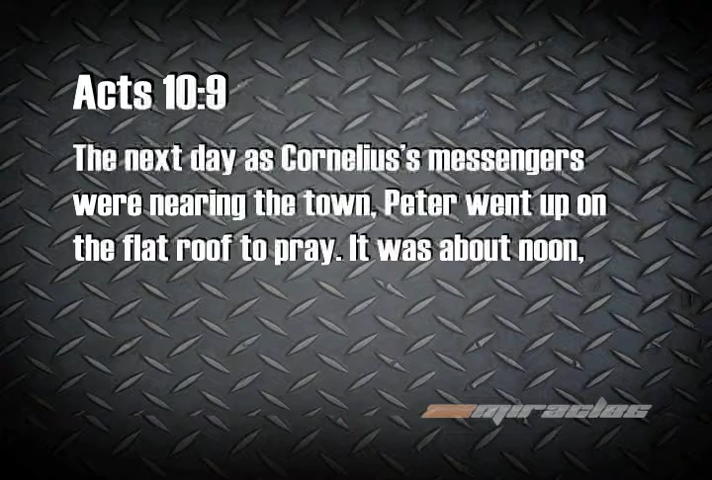 Acts 10:9
The next day as Cornelius's messengers
were nearing the town, Peter went up on
the flat roof to pray. It was about noon,
miracles